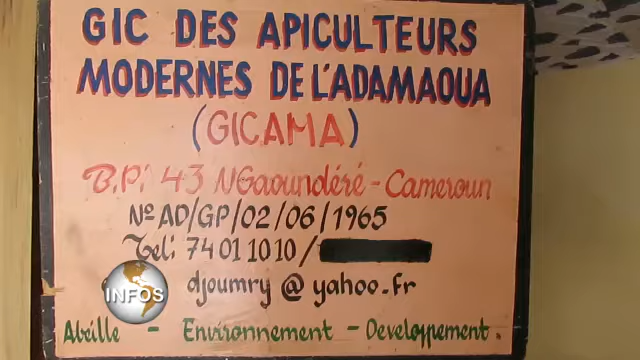 GIC DES APICULTEURS
MODERNES DE L'ADAMAOUA
(GICAMA)
B.P: 43 NGaoundéré - Cameroun
Nº AD/GP/02/06/1965
Tel: 74 01 10 10 /
djoumry @ yahoo.Fr
INFOS
Abeille - Environnement - Developpement.